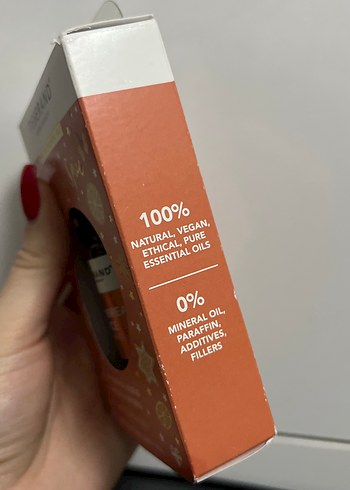 100%
NATURAL, VEGAN,
ETHICAL, PURE
ESSENTIAL OILS
0%
MINERAL OIL,
PARAFFIN,
ADDITIVES,
FILLERS